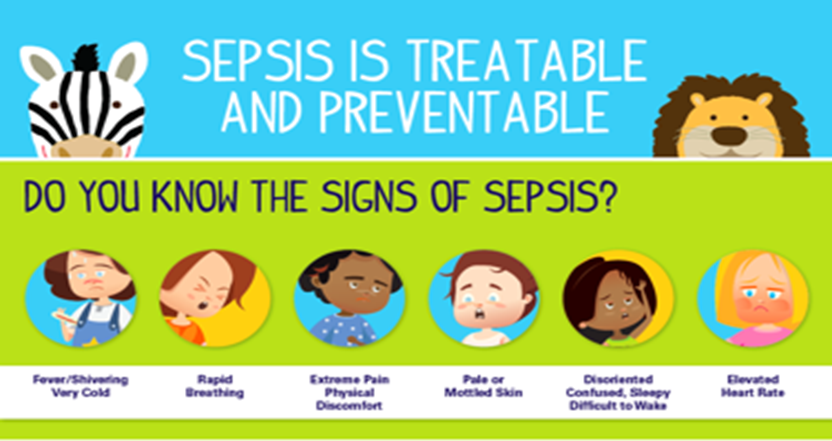 SEPSIS IS TREATABLE
AND PREVENTABLE
DO YOU KNOW THE SIGNS OF SEPSIS?
Fever/Shivering
Very Cold
Rapid
Breathing
Extreme Pain
Physical
Discomfort
Pale or
Mottled Skin
Disoriented
Confused, Sleepy
Difficult to Wake
Elevated
Heart Rate